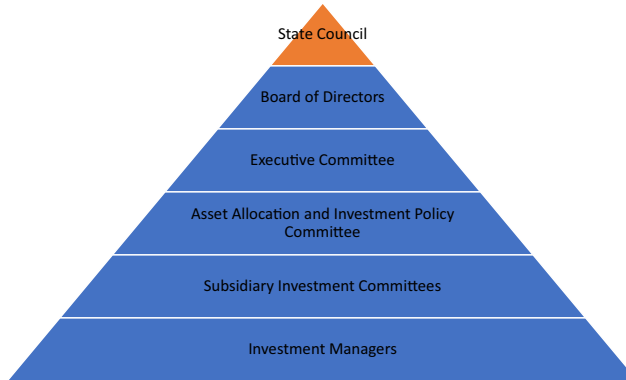 State Council
Board of Directors
Executive Committee
Asset Allocation and Investment Policy
Committee
Subsidiary Investment Committees
Investment Managers